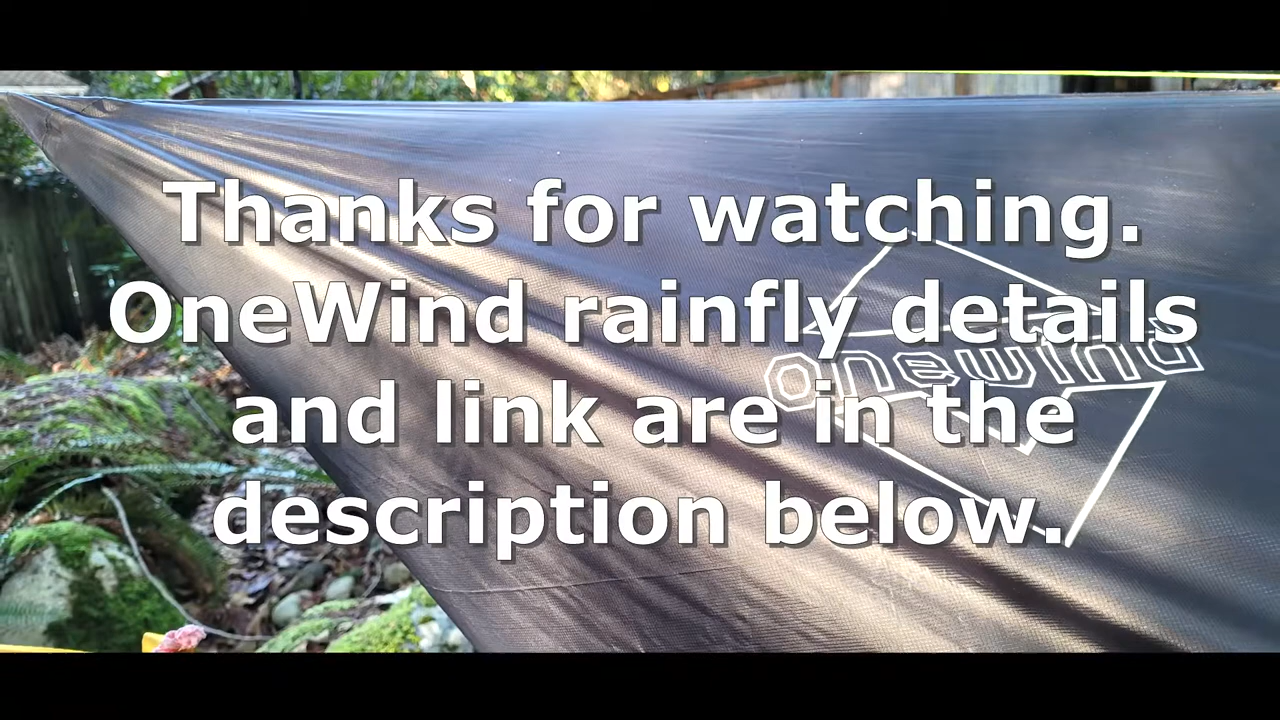 Thanks for watching.
OneWind rainfly details
and link are in the
description below.
onewind